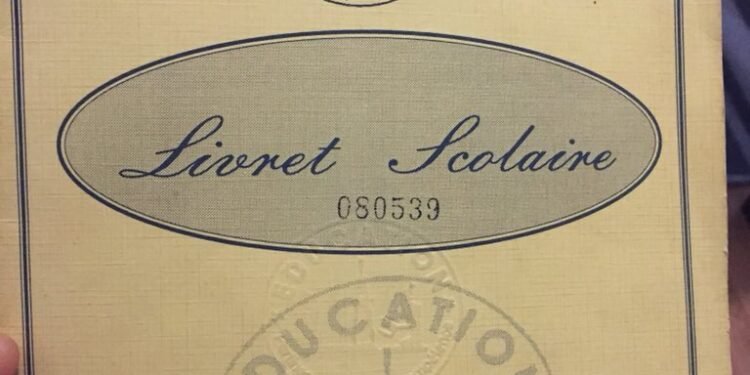 Livret Scolaire
080539
EDUCATION